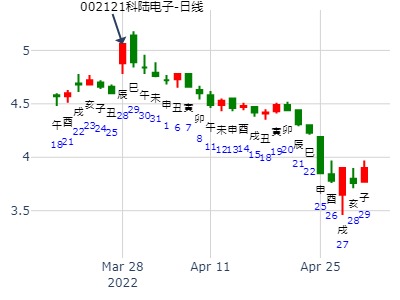 002121科陆电子-日线
5
4.5
4
3.5
午 酉 戌 亥 子 丑 辰 巳 午 未 申 丑 寅 卯 午 未 申 酉 戌 丑 寅 卯 辰 巳 申 酉 戌 亥 子
18 21 22 23 24 25 28 29 30 31 1 6 7 8 11 12 13 14 15 18 19 20 21 22 25 26 27 28 29
Mar 28 Apr 11 Apr 25
2022